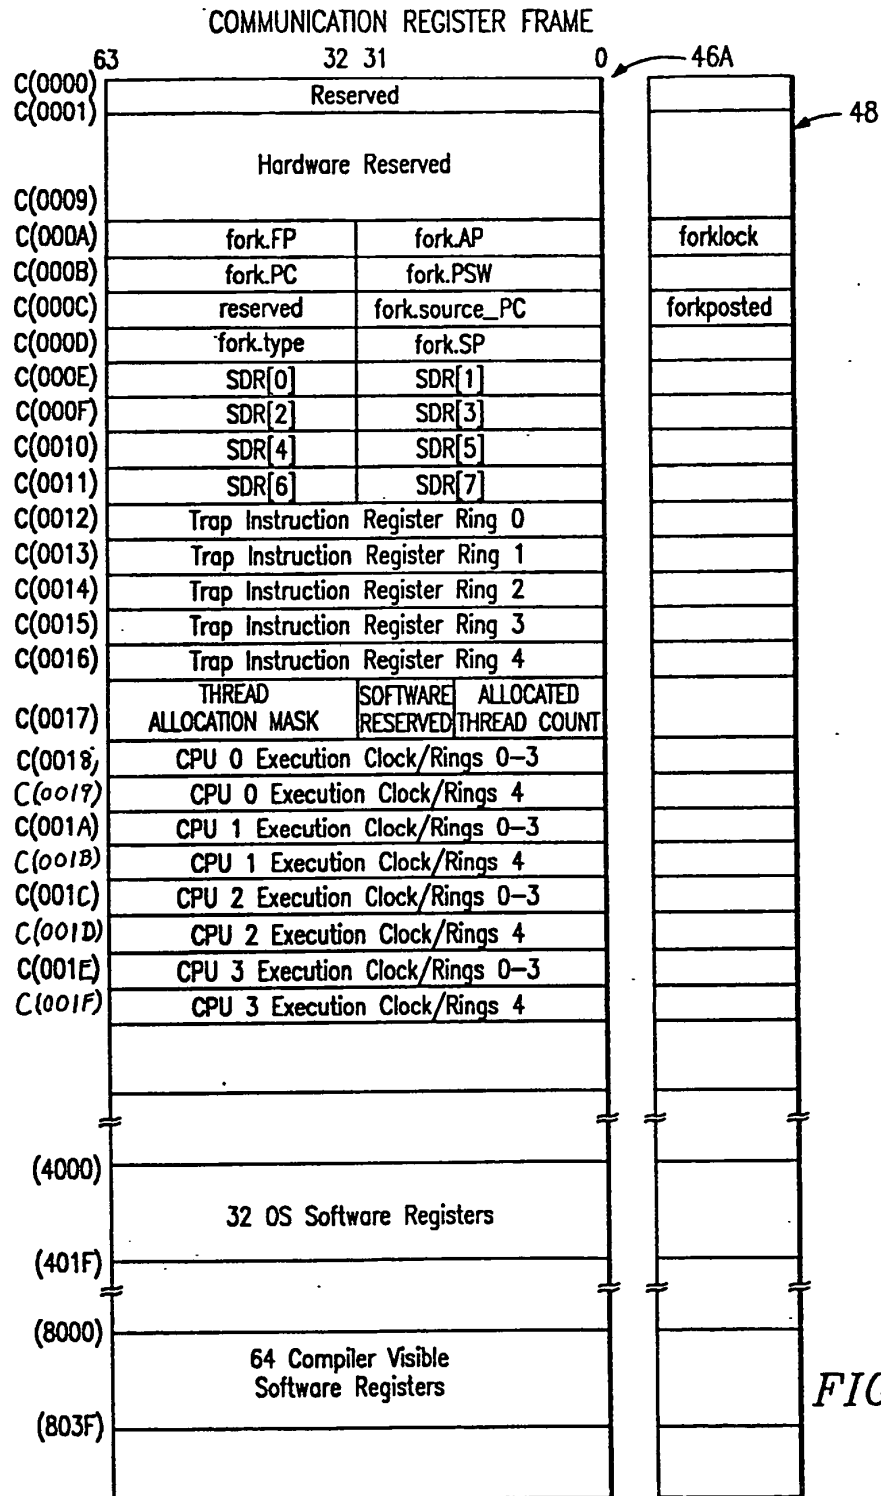 COMMUNICATION REGISTER FRAME
63 32 31 0 46A
C(0000) Reserved
C(0001)
48
Hardware Reserved
C(0009)
C(000A) fork.FP fork.AP forklock
C(000B) fork.PC fork.PSW
C(000C) reserved fork.source_PC forkposted
C(000D) fork.type fork.SP
C(000E) SDR[0] SDR[1]
C(000F) SDR[2] SDR[3]
C(0010) SDR[4] SDR[5]
C(0011) SDR[6] SDR[7]
C(0012) Trap Instruction Register Ring 0
C(0013) Trap Instruction Register Ring 1
C(0014) Trap Instruction Register Ring 2
C(0015) Trap Instruction Register Ring 3
C(0016) Trap Instruction Register Ring 4
THREAD SOFTWARE ALLOCATED
C(0017) ALLOCATION MASK RESERVED THREAD COUNT
C(0018) CPU 0 Execution Clock/Rings 0-3
C(0019) CPU 0 Execution Clock/Rings 4
C(001A) CPU 1 Execution Clock/Rings 0-3
C(001B) CPU 1 Execution Clock/Rings 4
C(001C) CPU 2 Execution Clock/Rings 0-3
C(001D) CPU 2 Execution Clock/Rings 4
C(001E) CPU 3 Execution Clock/Rings 0-3
C(001F) CPU 3 Execution Clock/Rings 4
(4000)
32 OS Software Registers
(401F)
(8000)
64 Compiler Visible
Software Registers
(803F)